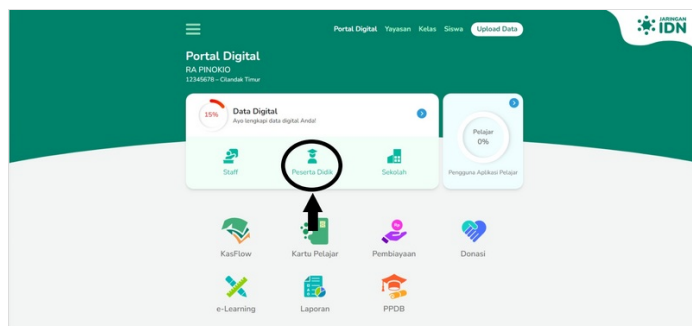 Portal Digital Yayasan Kelas Siswa Upload Data
JARINGAN
IDN
Portal Digital
RA PINOKIO
12345678 – Cilandak Timur
15%
Data Digital
Ayo lengkapi data digital Anda!
Pelajar
0%
Pengguna Aplikasi Pelajar
Staff Peserta Didik Sekolah
KasFlow Kartu Pelajar Pembiayaan Donasi
e-Learning Laporan PPDB